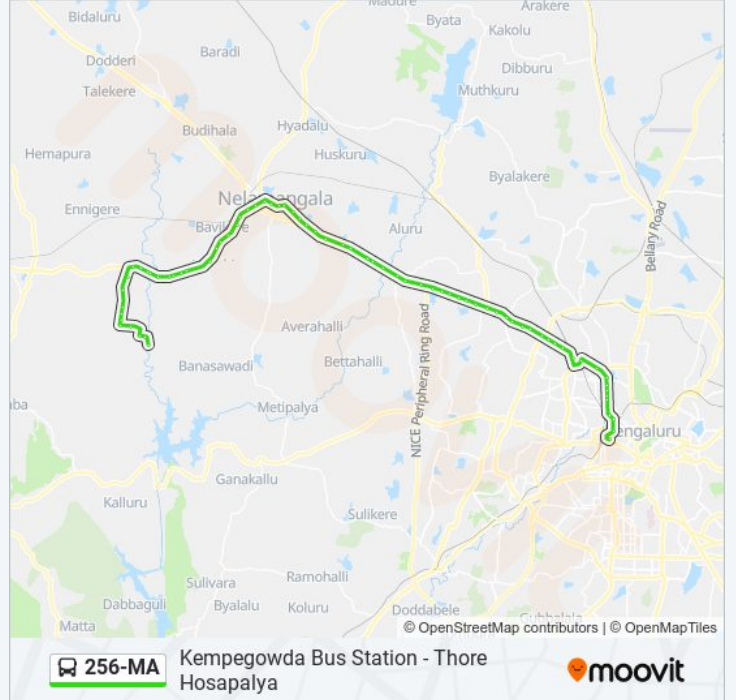 Madure
Arakere
Bidaluru
Byata
Kakolu
Baradi
Dodderi
Dibburu
Talekere
Muthkuru
Budihala
Hyadalu
Hemapura
Huskuru
Byalakere
Nelamangala
Ennigere
Bellary Road
Aluru
Averahalli
NICE Peripheral Ring Road
Bettahalli
Banasawadi
Metipalya
ba
engaluru
Ganakallu
Kalluru
Sulikere
Ramohalli
Sulivara
Dabbaguli
Byalalu
Koluru
Doddabele
Matta
© OpenStreetMap contributors | © OpenMapTiles
256-MA
Kempegowda Bus Station - Thore
Hosapalya
moovit